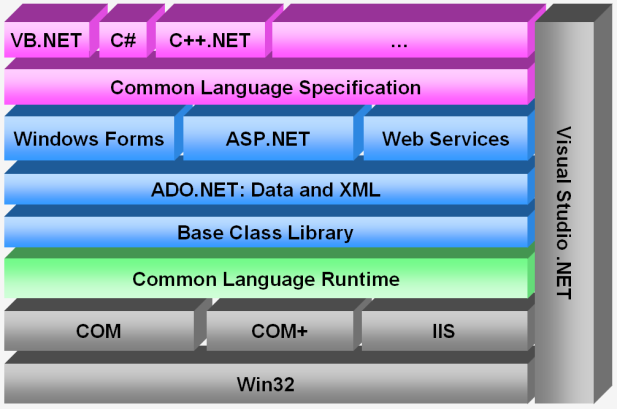 VB.NET
C#
C++.NET
...
Common Language Specification
Windows Forms
ASP.NET
Web Services
ADO.NET: Data and XML
Base Class Library
Common Language Runtime
COM
COM+
IIS
Win32
Visual Studio .NET